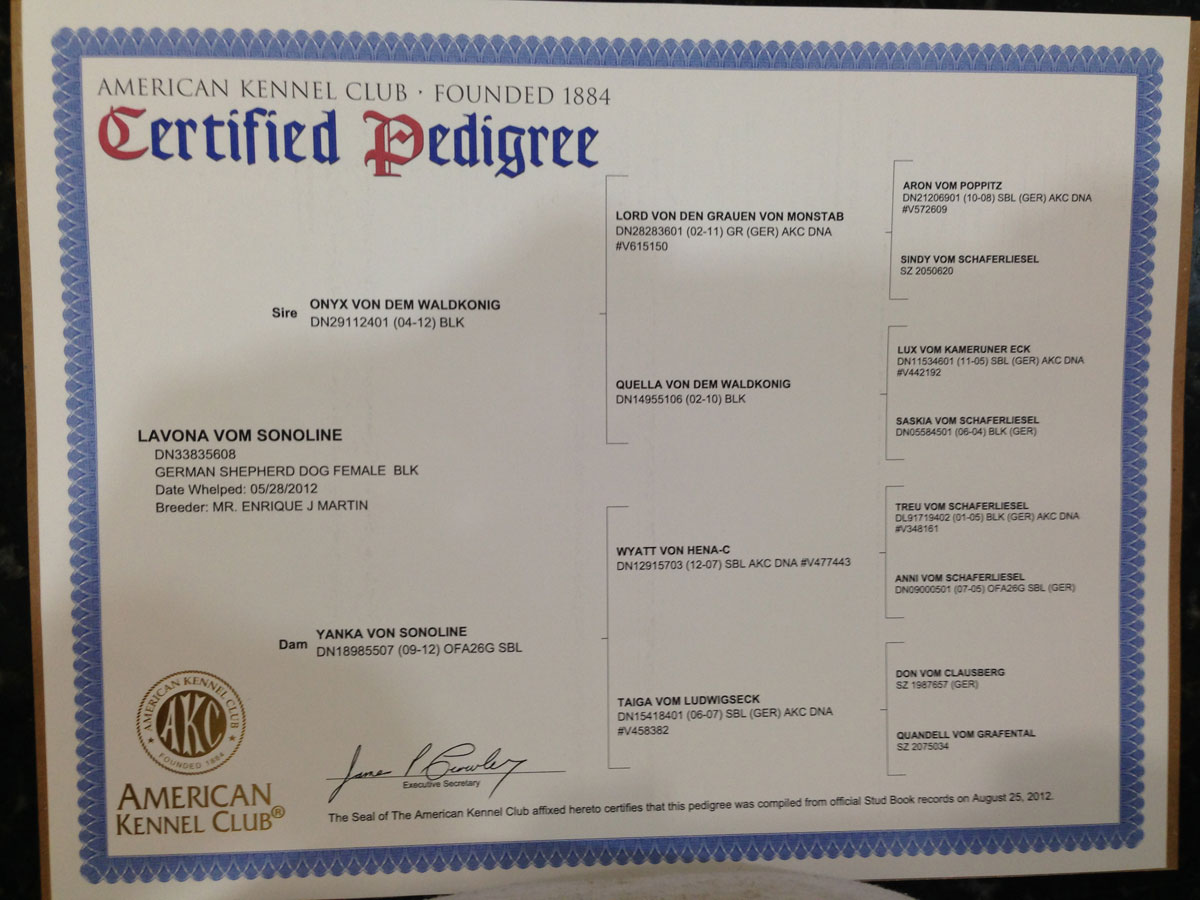 AMERICAN KENNEL CLUB · FOUNDED 1884
Certified Pedigree
Sire
ONYX VON DEM WALDKONIG
DN29112401 (04-12) BLK
LAVONA VOM SONOLINE
DN33835608
GERMAN SHEPHERD DOG FEMALE BLK
Date Whelped: 05/28/2012
Breeder: MR. ENRIQUE J MARTIN
Dam
YANKA VON SONOLINE
DN18985507 (09-12) OFA26G SBL
LORD VON DEN GRAUEN VON MONSTAB
DN28283601 (02-11) GR (GER) AKC DNA
#V615150
QUELLA VON DEM WALDKONIG
DN14955106 (02-10) BLK
WYATT VON HENA-C
DN12915703 (12-07) SBL AKC DNA #V477443
TAIGA VOM LUDWIGSECK
DN15418401 (06-07) SBL (GER) AKC DNA
#V458382
ARON VOM POPPITZ
DN21206901 (10-08) SBL (GER) AKC DNA
#V572609
SINDY VOM SCHAFERLIESEL
SZ 2050620
LUX VOM KAMERUNER ECK
DN11534601 (11-05) SBL (GER) AKC DNA
#V442192
SASKIA VOM SCHAFERLIESEL
DN05584501 (06-04) BLK (GER)
TREU VOM SCHAFERLIESEL
DL91719402 (01-05) BLK (GER) AKC DNA
#V348161
ANNI VOM SCHAFERLIESEL
DN09000501 (07-05) OFA26G SBL (GER)
DON VOM CLAUSBERG
SZ 1987657 (GER)
QUANDELL VOM GRAFENTAL
SZ 2075034
AMERICAN KENNEL CLUB
AKC
FOUNDED 1884
AMERICAN
KENNEL CLUB®
James P Crowley
Executive Secretary
The Seal of The American Kennel Club affixed hereto certifies that this pedigree was compiled from official Stud Book records on August 25, 2012.